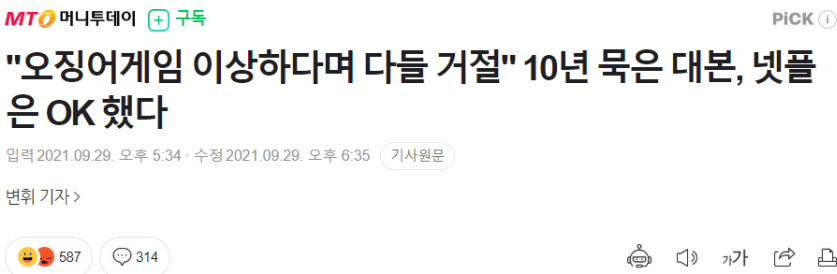 MTO 머니투데이 구독 PiCK
"오징어게임 이상하다며 다들 거절" 10년 묵은 대본, 넷플
은 OK 했다
입력 2021.09.29. 오후 5:34 · 수정 2021.09.29. 오후 6:35 기사원문
변휘 기자
587 314 가가